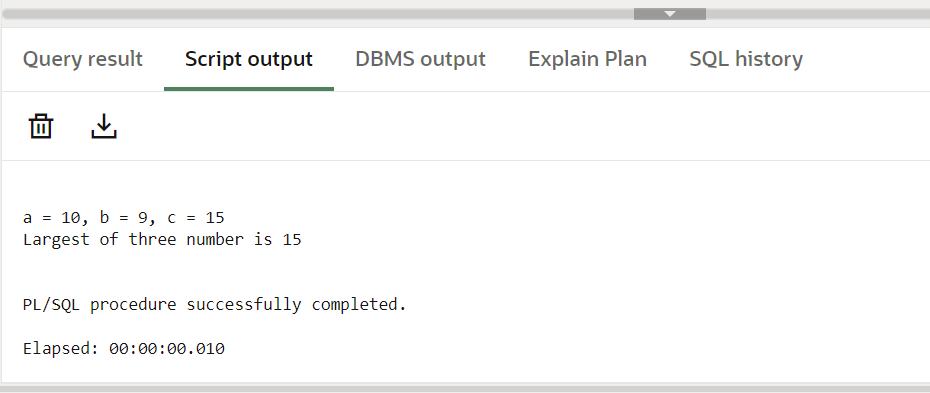 Query result Script output DBMS output Explain Plan SQL history
a = 10, b = 9, c = 15
Largest of three number is 15
PL/SQL procedure successfully completed.
Elapsed: 00:00:00.010